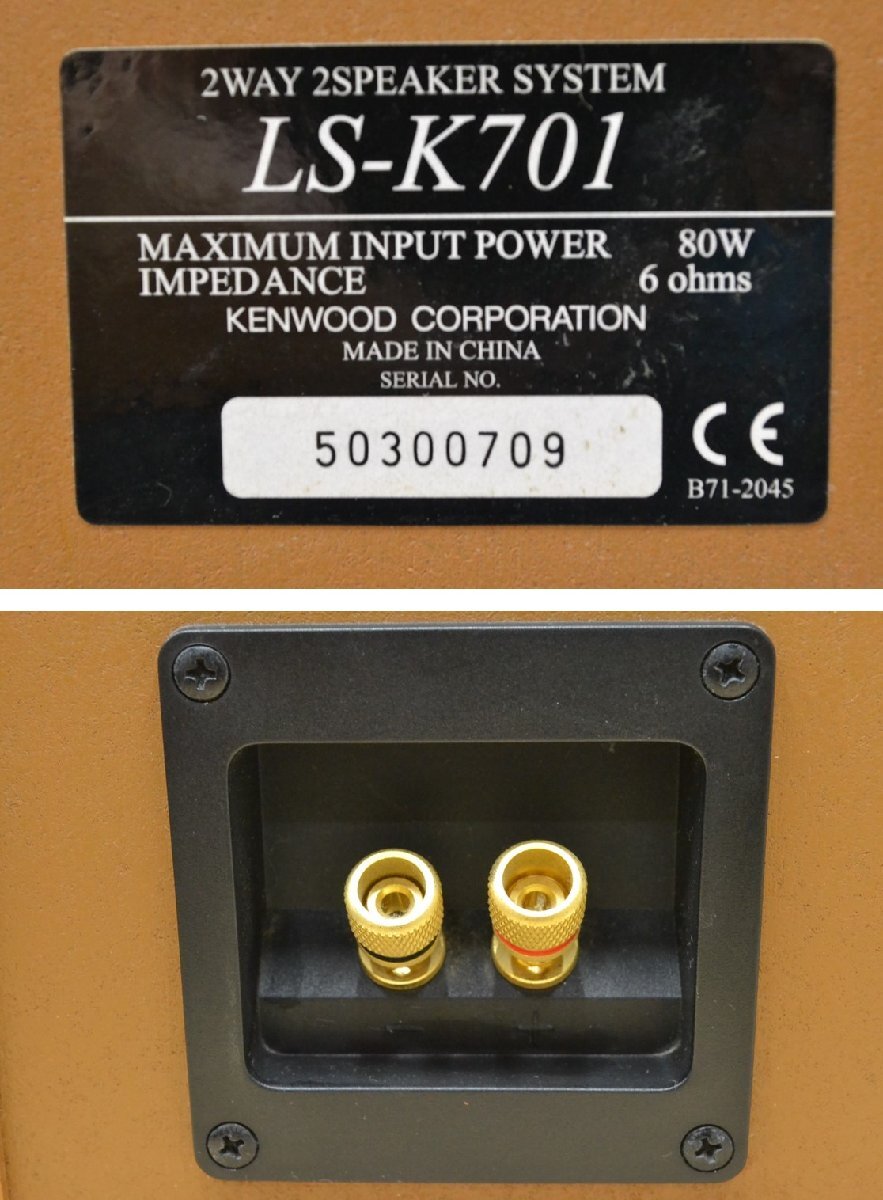 2WAY 2SPEAKER SYSTEM
LS-K701
MAXIMUM INPUT POWER 80W
IMPEDANCE 6 ohms
KENWOOD CORPORATION
MADE IN CHINA
SERIAL NO.
50300709
CE
B71-2045
- +